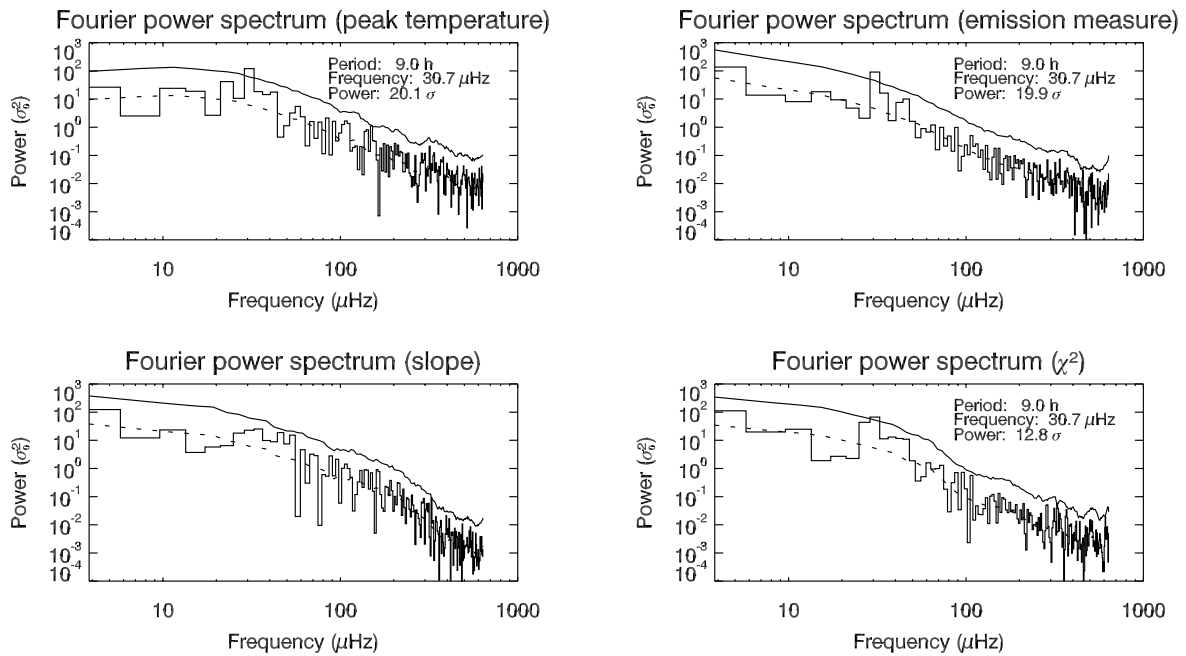 Fourier power spectrum (peak temperature)
Power (σ₀²)
10³
10²
10¹
10⁰
10⁻¹
10⁻²
10⁻³
10⁻⁴
Period: 9.0 h
Frequency: 30.7 μHz
Power: 20.1 σ
10 100 1000
Frequency (μHz)
Fourier power spectrum (emission measure)
Power (σ₀²)
10³
10²
10¹
10⁰
10⁻¹
10⁻²
10⁻³
10⁻⁴
Period: 9.0 h
Frequency: 30.7 μHz
Power: 19.9 σ
10 100 1000
Frequency (μHz)
Fourier power spectrum (slope)
Power (σ₀²)
10³
10²
10¹
10⁰
10⁻¹
10⁻²
10⁻³
10⁻⁴
10 100 1000
Frequency (μHz)
Fourier power spectrum (χ²)
Power (σ₀²)
10³
10²
10¹
10⁰
10⁻¹
10⁻²
10⁻³
10⁻⁴
Period: 9.0 h
Frequency: 30.7 μHz
Power: 12.8 σ
10 100 1000
Frequency (μHz)